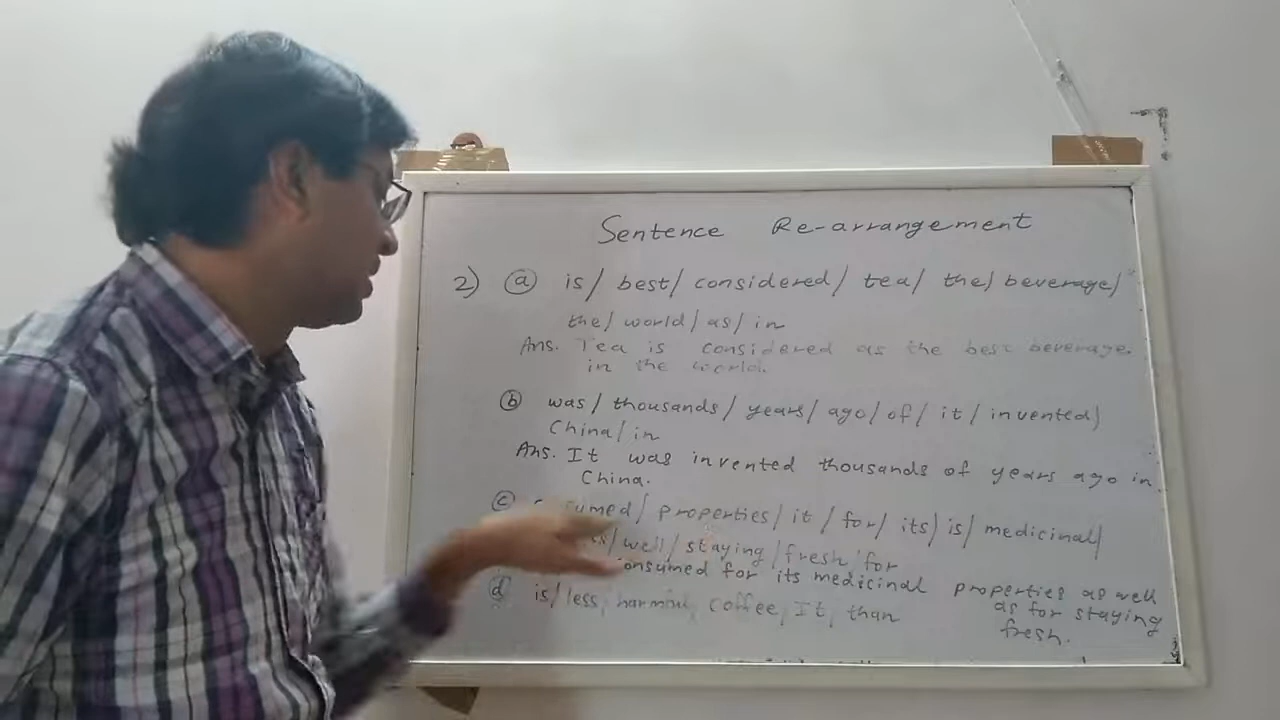 Sentence Re-arrangement
2) (a) is/ best/ considered/ tea/ the/ beverage/
the/ world/ as/ in
Ans. Tea is considered as the best beverage
in the world.
(b) was/ thousands/ years/ ago/ of/ it/ invented/
China/ in
Ans. It was invented thousands of years ago in
China.
(c) properties/ it/ for/ its/ is/ medicinal/
well/ staying/ fresh/ for
consumed for its medicinal properties as well
as for staying
fresh.
(d) is/ less, harmful, coffee, It, than